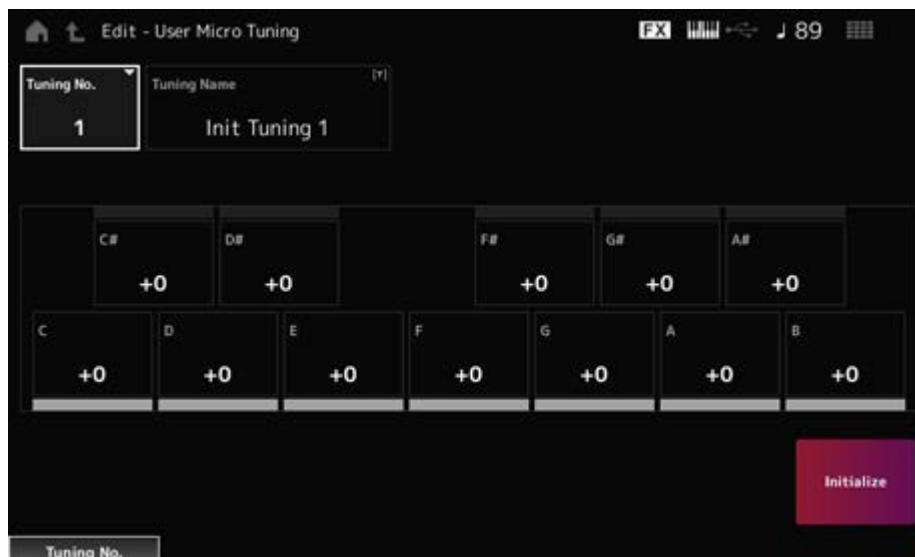 Edit - User Micro Tuning FX ♩ 89
Tuning No. Tuning Name [T]
1 Init Tuning 1
C# D# F# G# A#
+0 +0 +0 +0 +0
C D E F G A B
+0 +0 +0 +0 +0 +0 +0
Initialize
Tuning No.